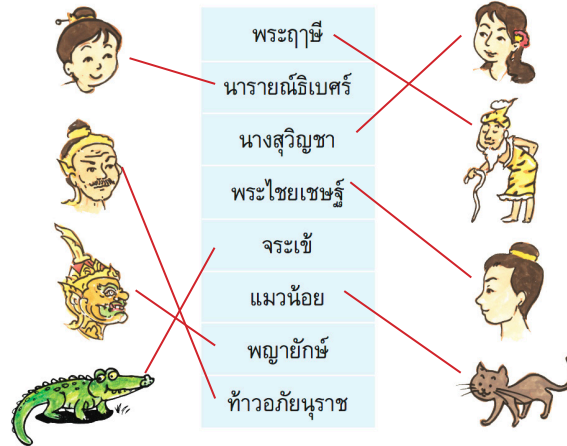 พระฤๅษี
นารายณ์ธิเบศร์
นางสุวิญชา
พระไชยเชษฐ์
จระเข้
แมวน้อย
พญายักษ์
ท้าวอภัยนุราช